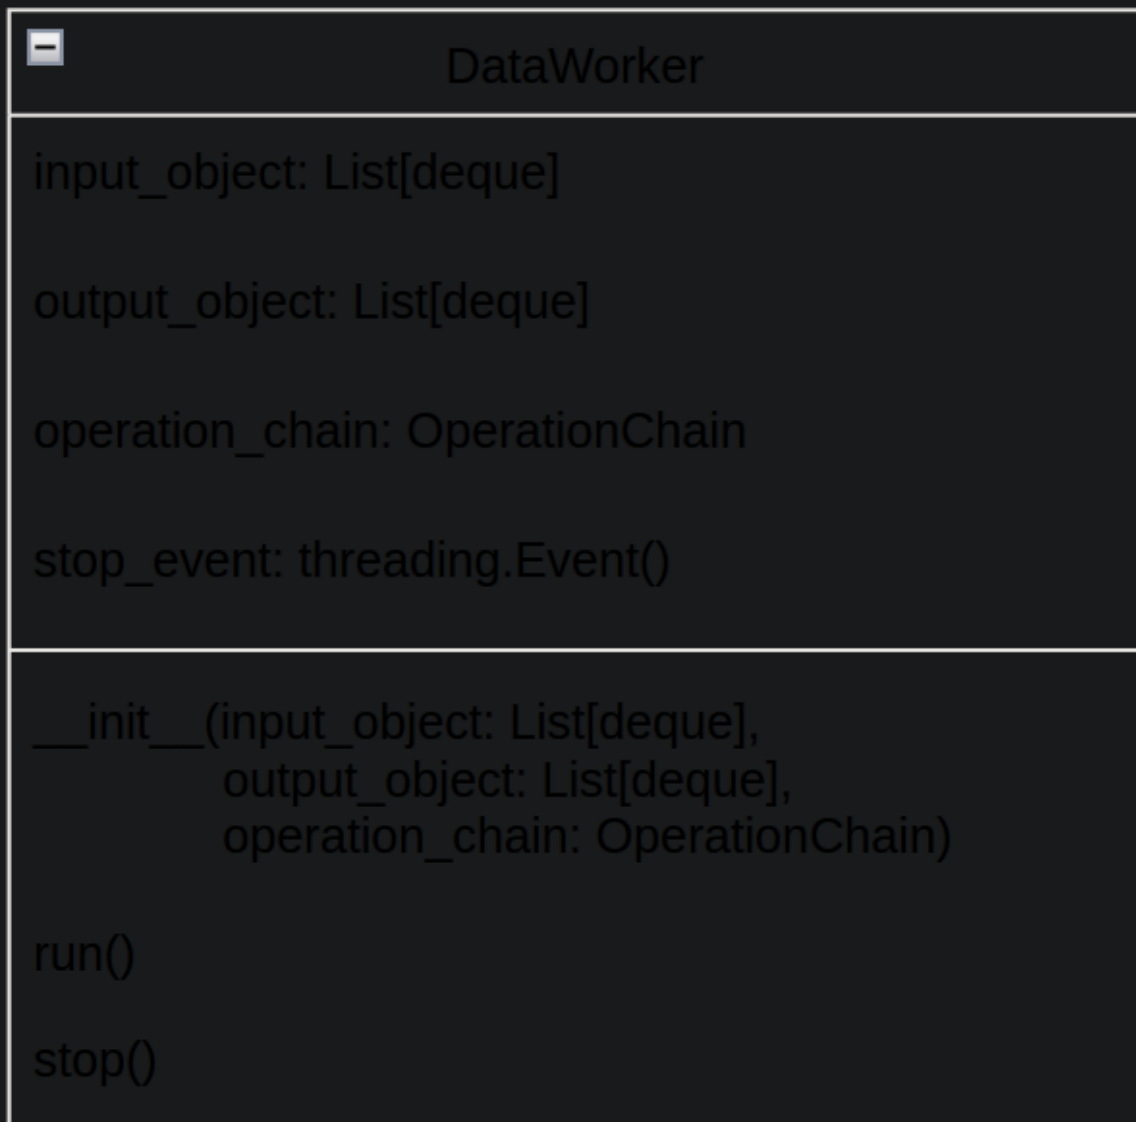 DataWorker
input_object: List[deque]
output_object: List[deque]
operation_chain: OperationChain
stop_event: threading.Event()
__init__(input_object: List[deque],
output_object: List[deque],
operation_chain: OperationChain)
run()
stop()